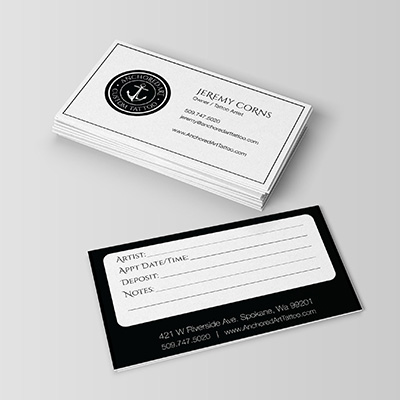 ANCHORED ART
CUSTOM TATTOO
JEREMY CORNS
Owner / Tattoo Artist
509.747.5020
jeremy@AnchoredArtTattoo.com
www.AnchoredArtTattoo.com
ARTIST:
APPT DATE/TIME:
DEPOSIT:
NOTES:
421 W Riverside Ave, Spokane, Wa 99201
509.747.5020 | www.AnchoredArtTattoo.com